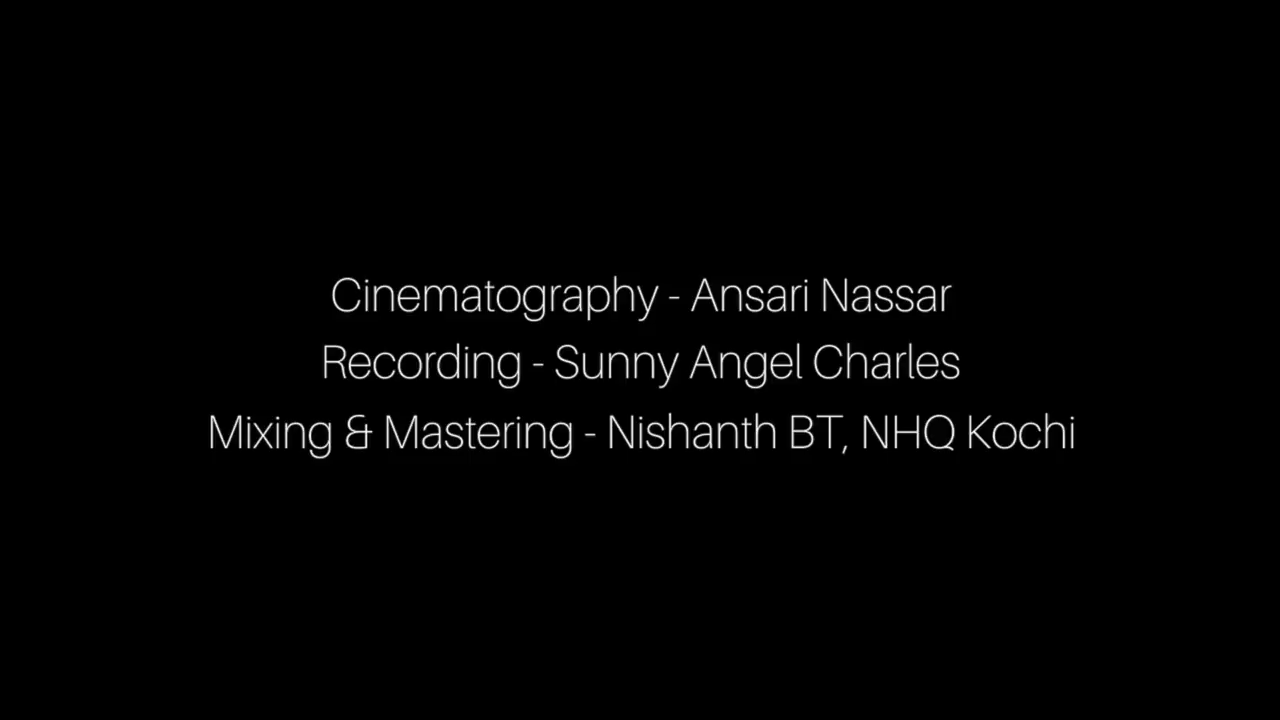 Cinematography - Ansari Nassar
Recording - Sunny Angel Charles
Mixing & Mastering - Nishanth BT, NHQ Kochi